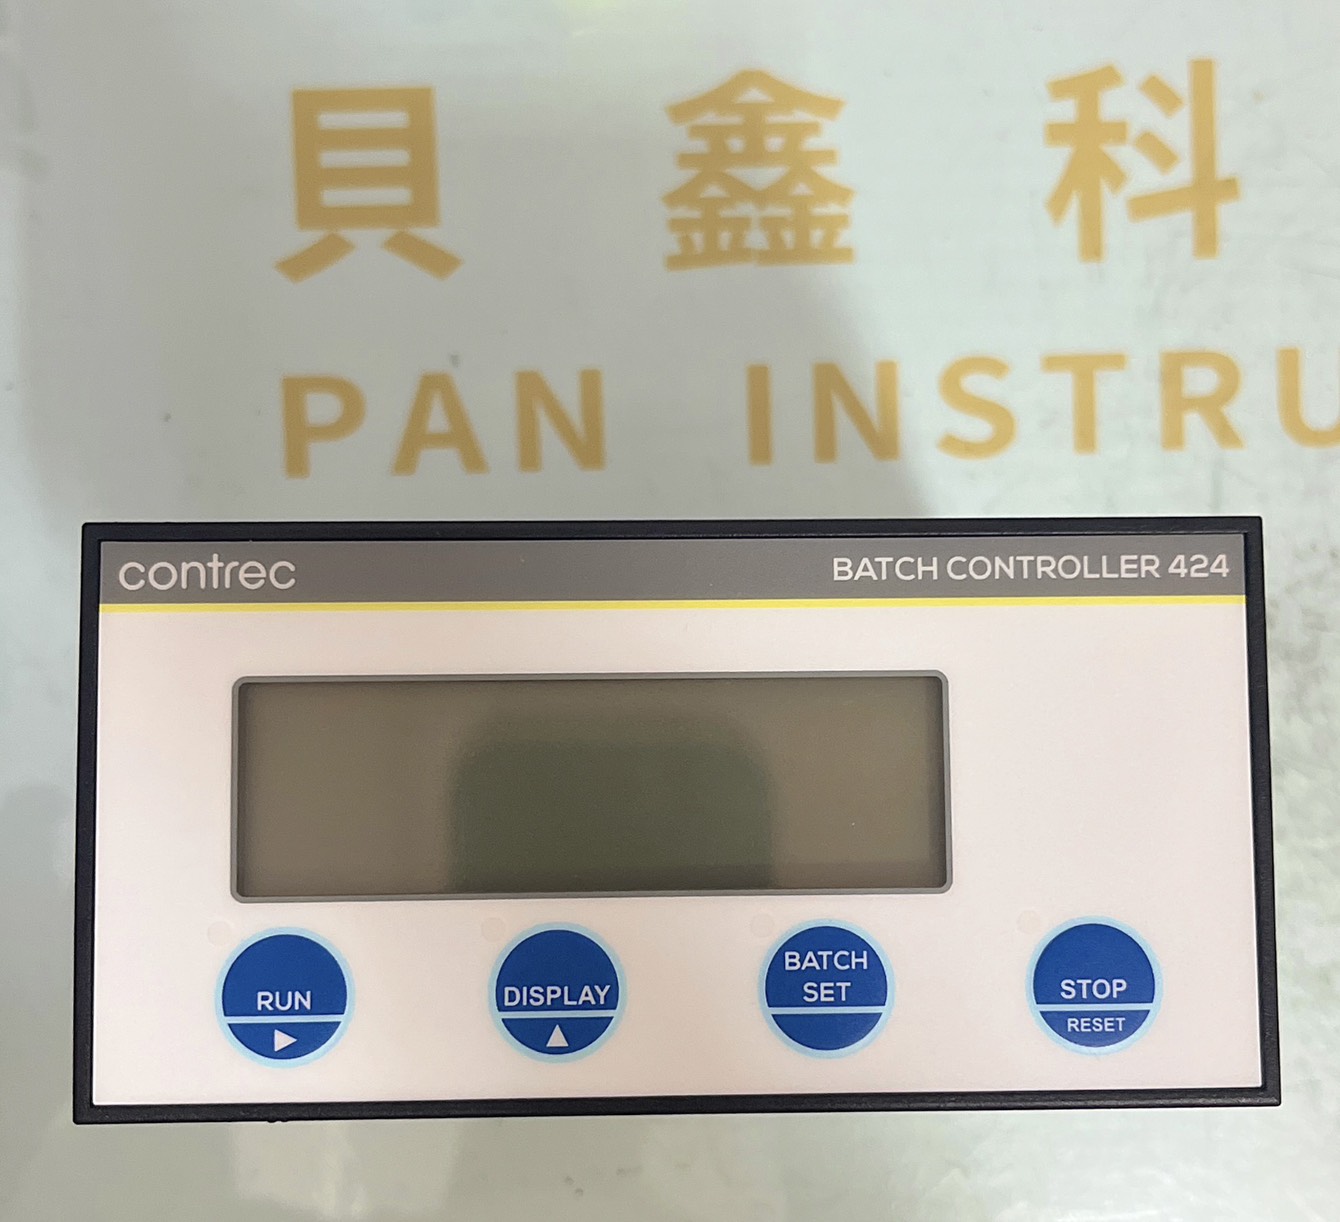 貝鑫科
PAN INSTRU
contrec
BATCH CONTROLLER 424
RUN
DISPLAY
BATCH
SET
STOP
RESET